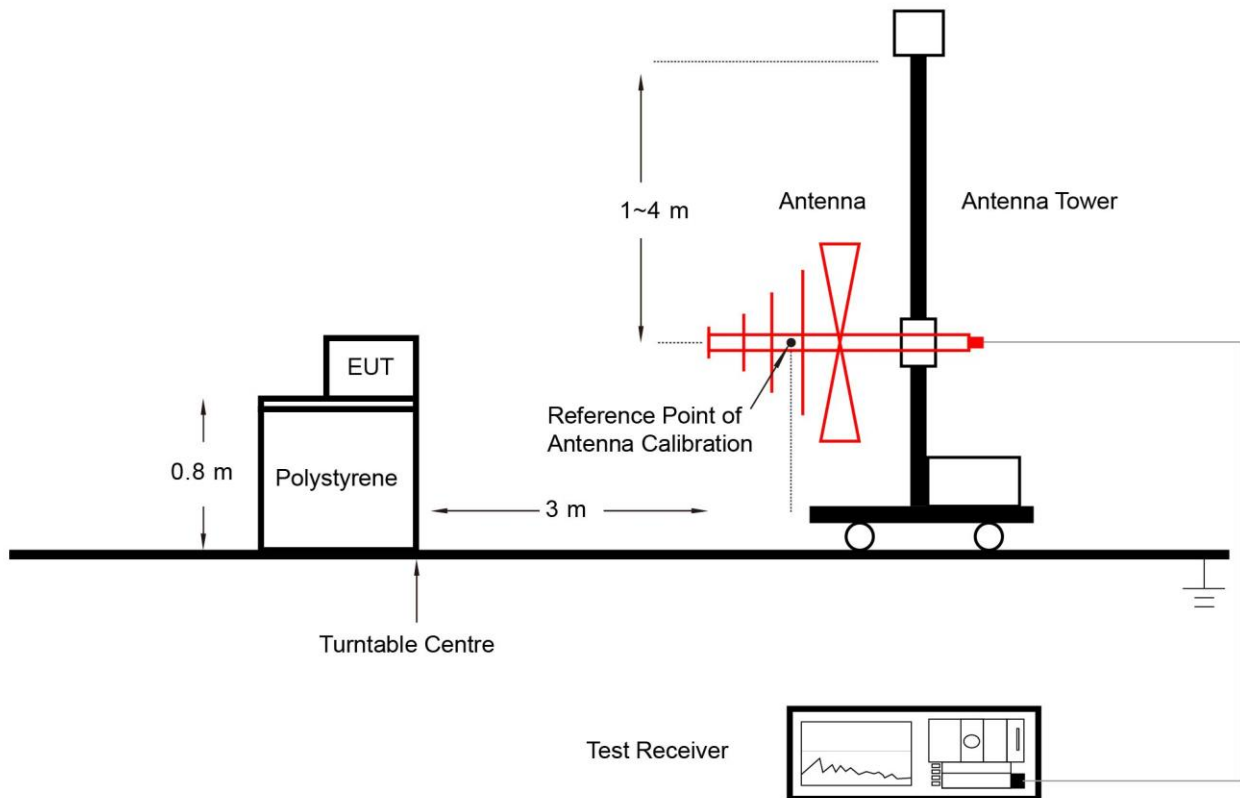 1~4 m
Antenna
Antenna Tower
EUT
Reference Point of
Antenna Calibration
0.8 m
Polystyrene
3 m
Turntable Centre
Test Receiver